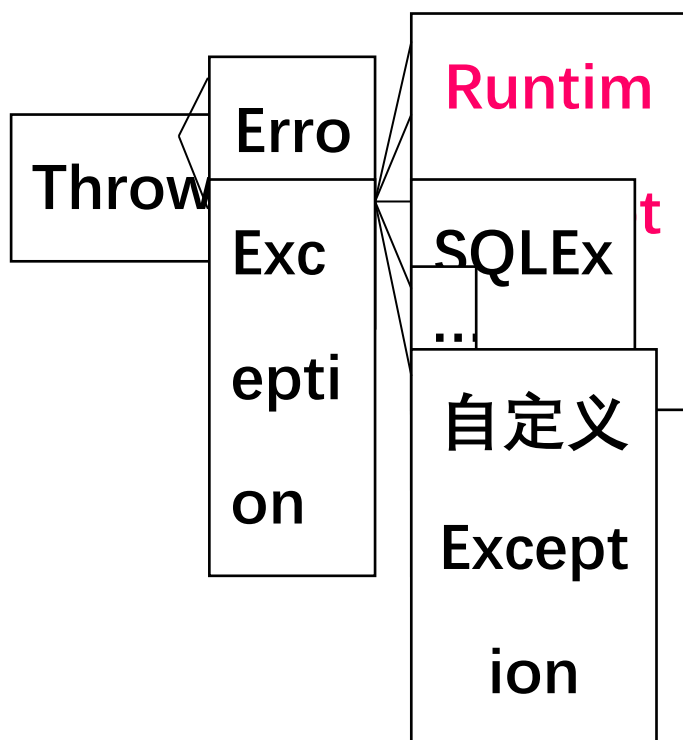 Throw
Erro
Exc
epti
on
Runtim
t
SQLEx
...
自定义
Except
ion